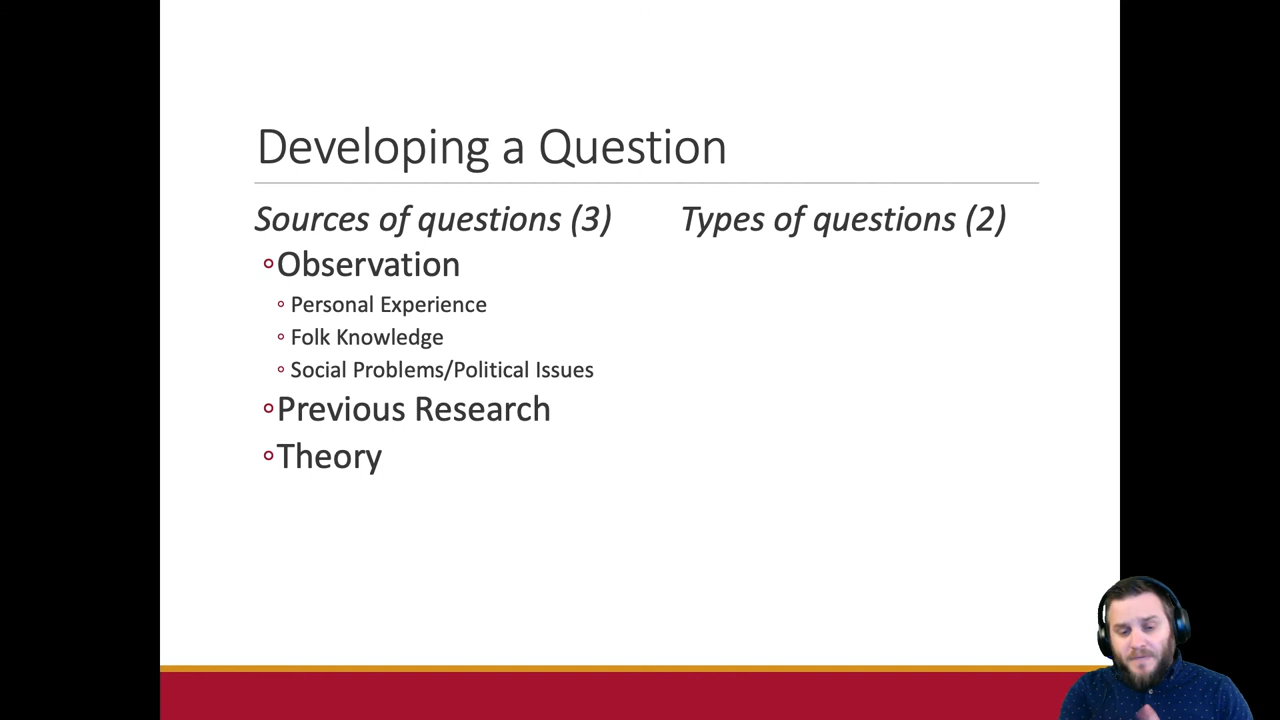 Developing a Question
Sources of questions (3)
Observation
Personal Experience
Folk Knowledge
Social Problems/Political Issues
Previous Research
Theory
Types of questions (2)